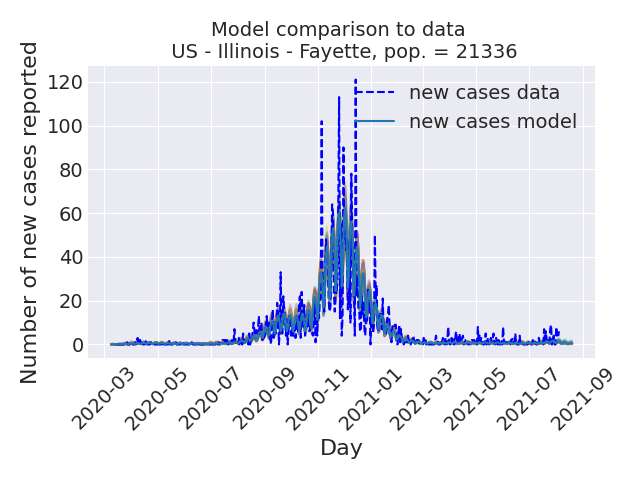 Model comparison to data
US - Illinois - Fayette, pop. = 21336
Number of new cases reported
120
100
80
60
40
20
0
new cases data
new cases model
2020-03
2020-05
2020-07
2020-09
2020-11
2021-01
2021-03
2021-05
2021-07
2021-09
Day